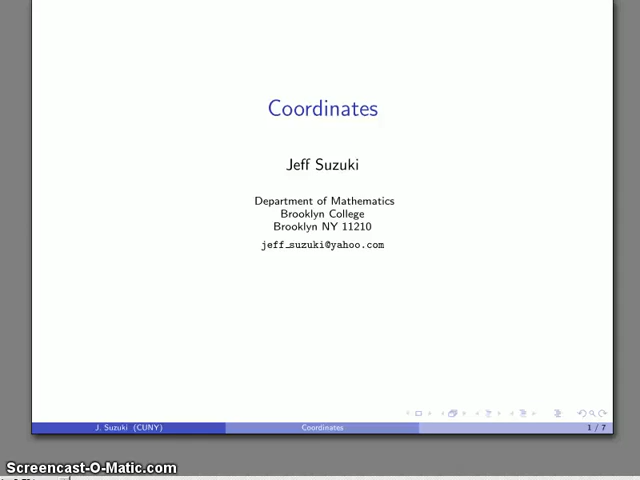 Coordinates
Jeff Suzuki
Department of Mathematics
Brooklyn College
Brooklyn NY 11210
jeff_suzuki@yahoo.com
J. Suzuki (CUNY)
Coordinates
1 / 7
Screencast-O-Matic.com